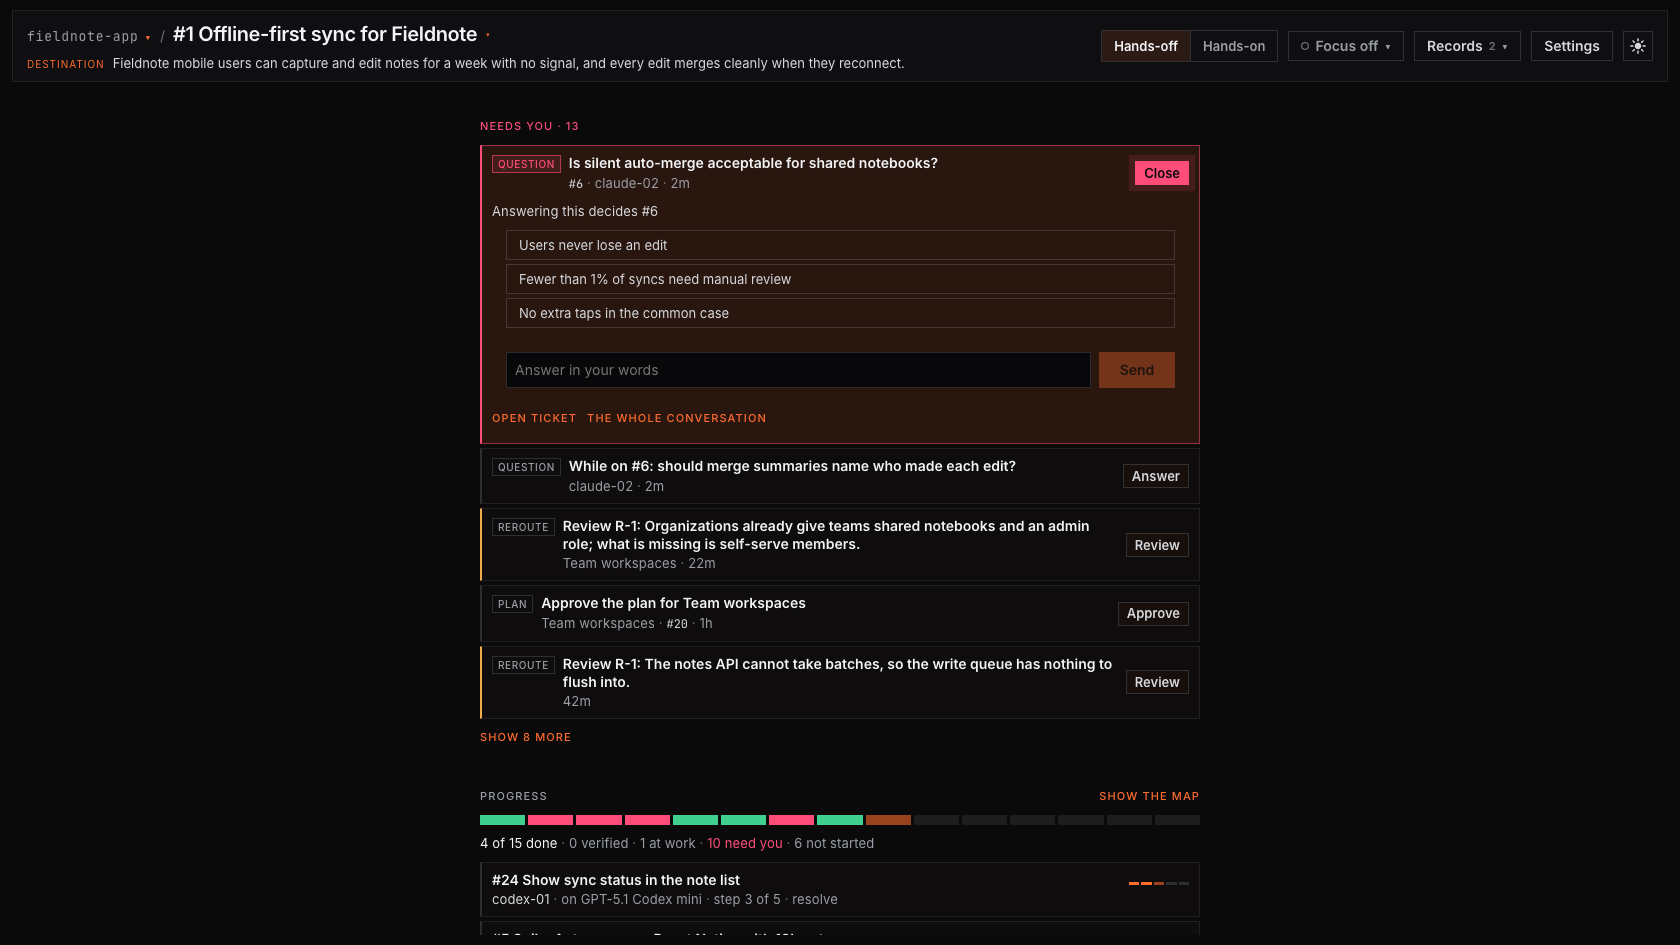 fieldnote-app ▾ / #1 Offline-first sync for Fieldnote
DESTINATION Fieldnote mobile users can capture and edit notes for a week with no signal, and every edit merges cleanly when they reconnect.
Hands-off Hands-on Focus off ▾ Records 2 ▾ Settings
NEEDS YOU · 13
QUESTION Is silent auto-merge acceptable for shared notebooks?
#6 · claude-02 · 2m
Close
Answering this decides #6
Users never lose an edit
Fewer than 1% of syncs need manual review
No extra taps in the common case
Answer in your words
Send
OPEN TICKET THE WHOLE CONVERSATION
QUESTION While on #6: should merge summaries name who made each edit?
claude-02 · 2m
Answer
REROUTE Review R-1: Organizations already give teams shared notebooks and an admin
role; what is missing is self-serve members.
Team workspaces · 22m
Review
PLAN Approve the plan for Team workspaces
Team workspaces · #20 · 1h
Approve
REROUTE Review R-1: The notes API cannot take batches, so the write queue has nothing to
flush into.
42m
Review
SHOW 8 MORE
PROGRESS
SHOW THE MAP
4 of 15 done · 0 verified · 1 at work · 10 need you · 6 not started
#24 Show sync status in the note list
codex-01 · on GPT-5.1 Codex mini · step 3 of 5 · resolve